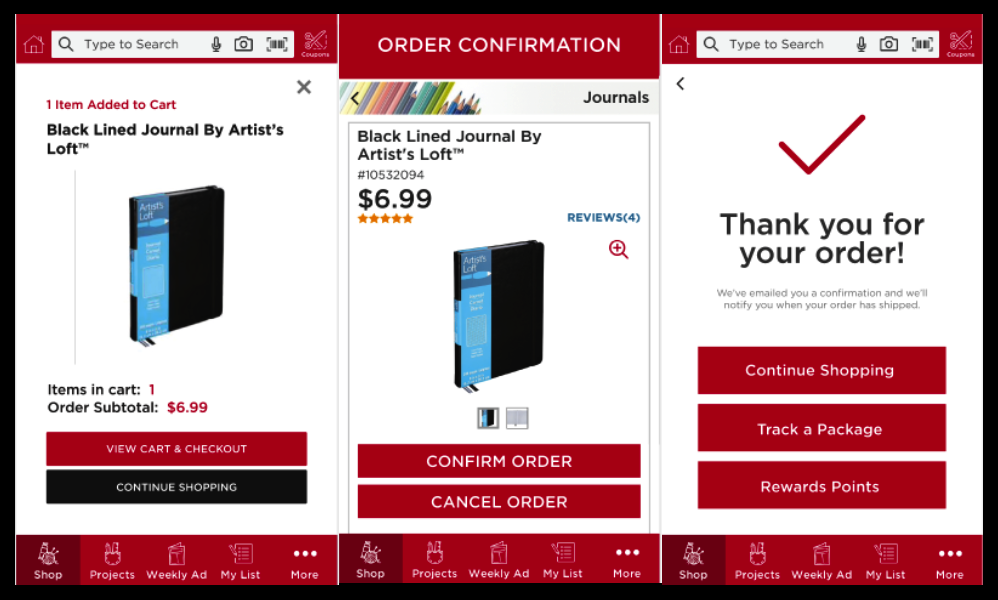 Type to Search
Coupons
1 Item Added to Cart
Black Lined Journal By Artist's
Loft™
Artist's
Loft
Items in cart: 1
Order Subtotal: $6.99
VIEW CART & CHECKOUT
CONTINUE SHOPPING
Shop
Projects
Weekly Ad
My List
More
ORDER CONFIRMATION
Journals
Black Lined Journal By
Artist's Loft™
#10532094
$6.99
REVIEWS(4)
Artist's
Loft
CONFIRM ORDER
CANCEL ORDER
Shop
Projects
Weekly Ad
My List
More
Type to Search
Coupons
Thank you for
your order!
We've emailed you a confirmation and we'll
notify you when your order has shipped.
Continue Shopping
Track a Package
Rewards Points
Shop
Projects
Weekly Ad
My List
More